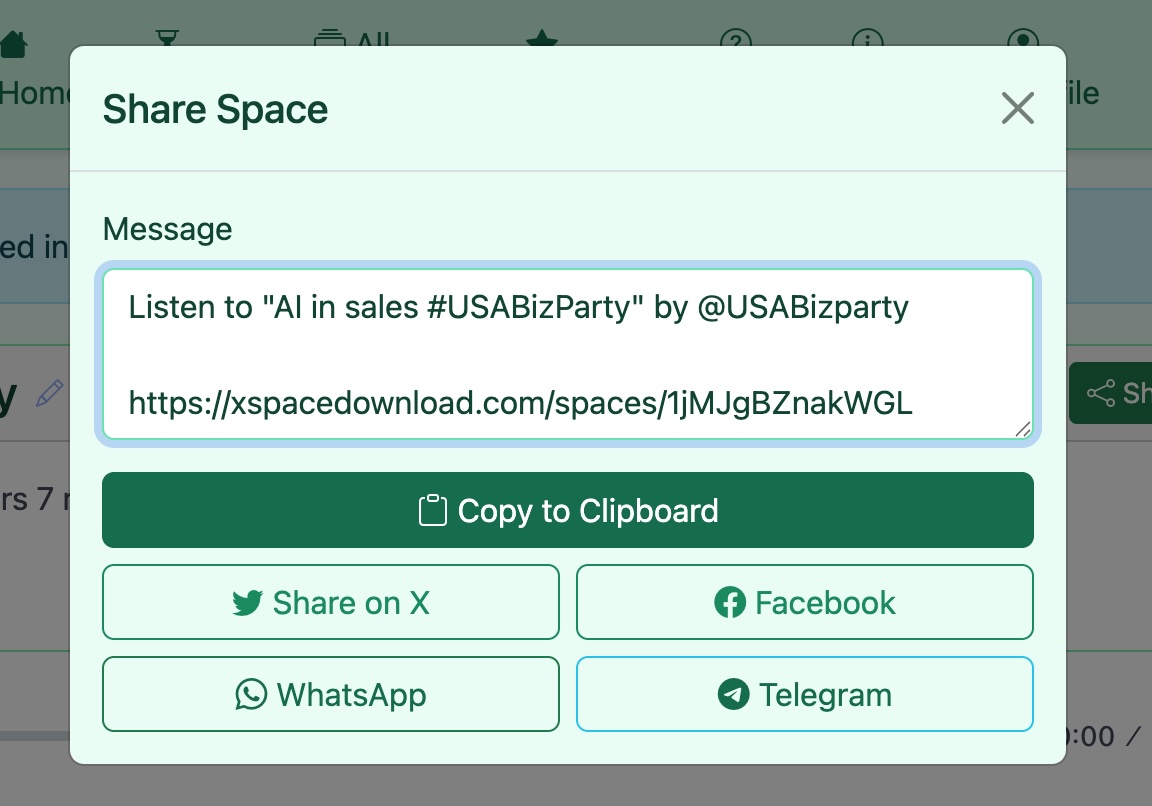 All
Home
Share Space
ile
Message
ed in
Listen to "AI in sales #USABizParty" by @USABizparty
https://xspacedownload.com/spaces/1jMJgBZnakWGL
y
Sh
rs 7
Copy to Clipboard
Share on X
Facebook
WhatsApp
Telegram
0:00 /